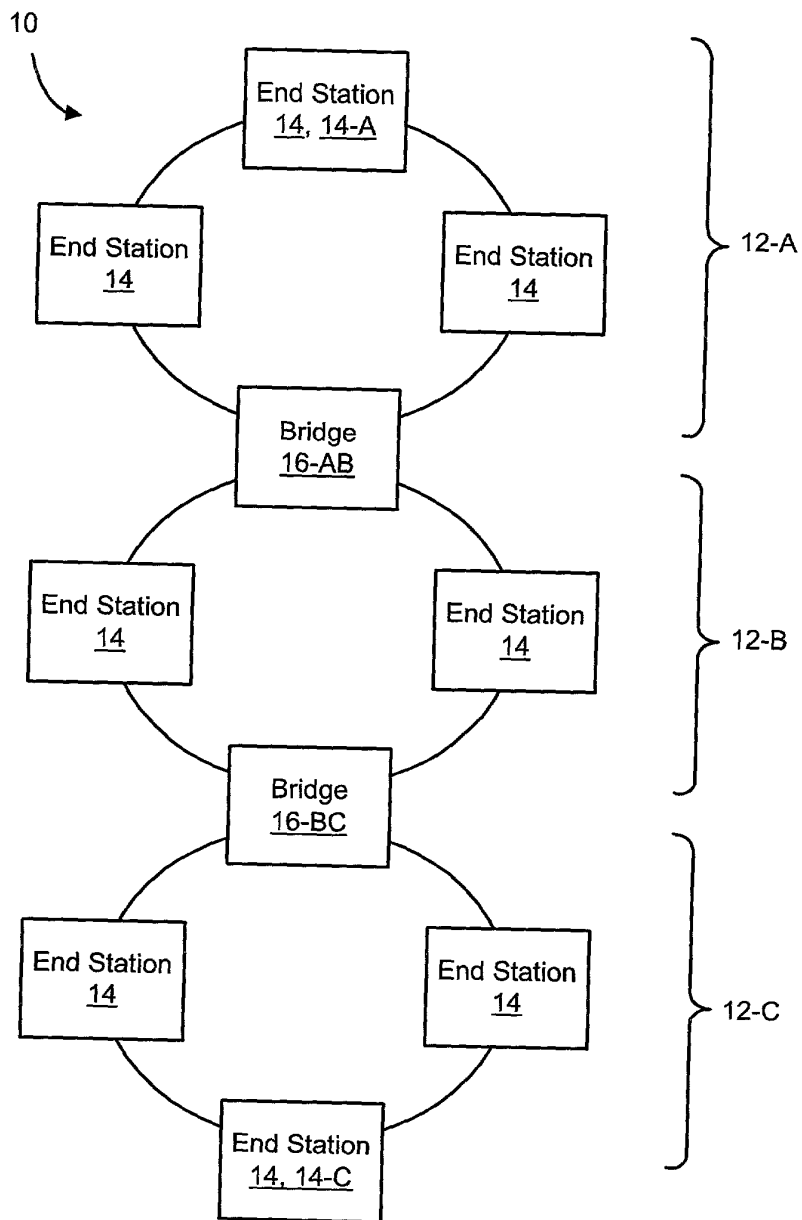 10
End Station
14, 14-A
End Station
14
End Station
14
12-A
Bridge
16-AB
End Station
14
End Station
14
12-B
Bridge
16-BC
End Station
14
End Station
14
12-C
End Station
14, 14-C